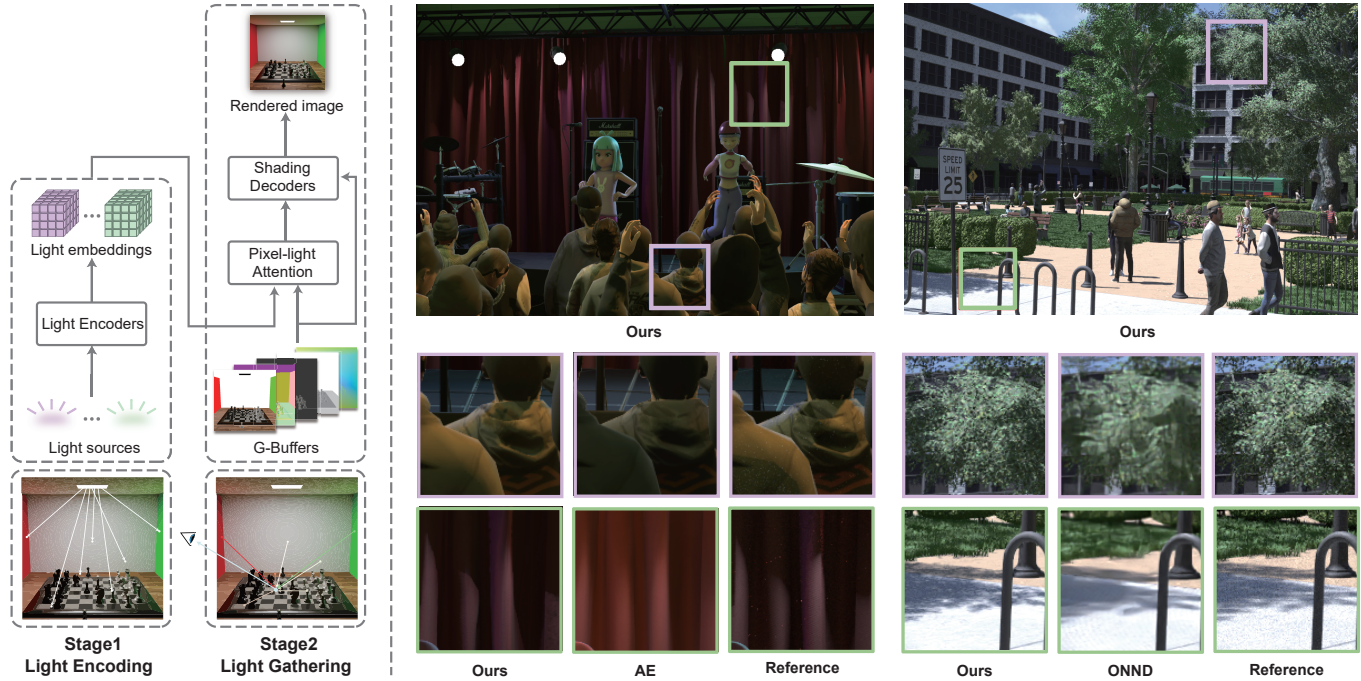 Rendered image
Shading
Decoders
Light embeddings
Pixel-light
Attention
Light Encoders
Light sources
G-Buffers
Stage1
Light Encoding
Stage2
Light Gathering
Marshall
Ours
SPEED
LIMIT
25
Ours
Ours
AE
Reference
Ours
ONND
Reference